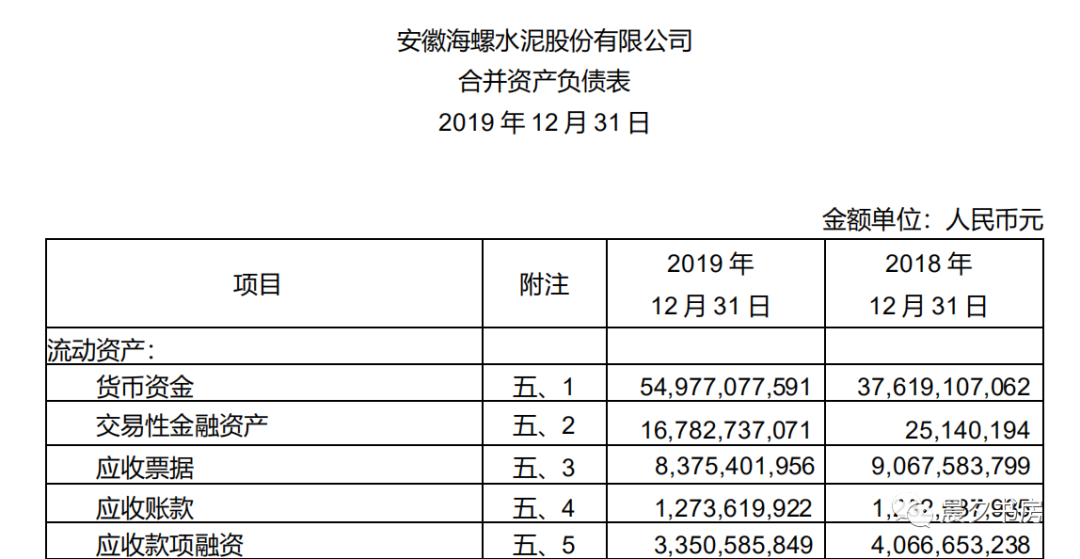 安徽海螺水泥股份有限公司
合并资产负债表
2019 年 12 月 31 日
金额单位：人民币元
项目 附注 2019 年 12 月 31 日 2018 年 12 月 31 日
流动资产：
货币资金 五、1 54,977,077,591 37,619,107,062
交易性金融资产 五、2 16,782,737,071 25,140,194
应收票据 五、3 8,375,401,956 9,067,583,799
应收账款 五、4 1,273,619,922
应收款项融资 五、5 3,350,585,849 4,066,653,238